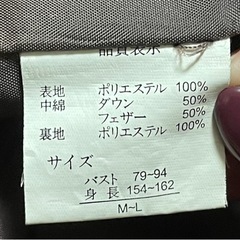 品質表示
表地 ポリエステル 100%
中綿 ダウン 50%
フェザー 50%
裏地 ポリエステル 100%
サイズ
バスト 79~94
身長 154~162
M~L